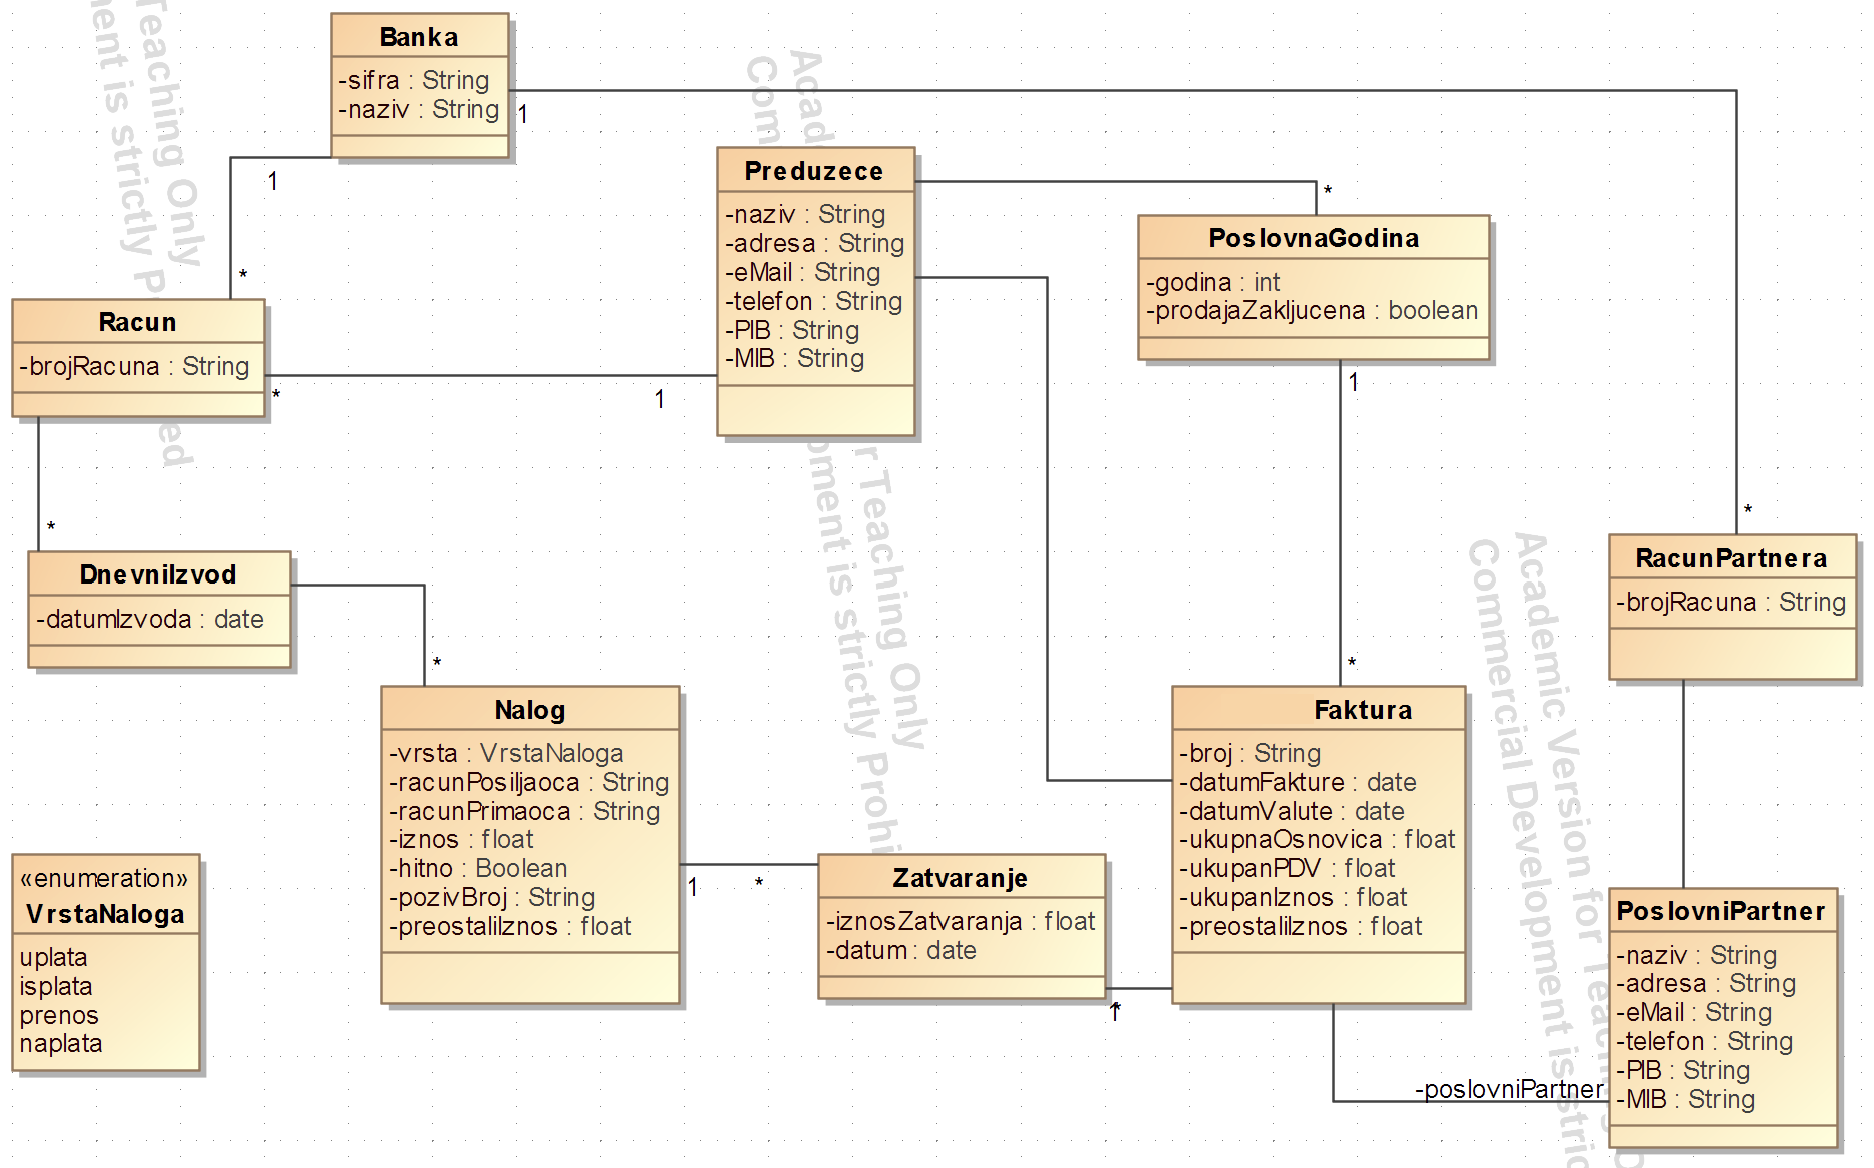 Banka
-sifra : String
-naziv : String
1
1
*
Preduzece
-naziv : String
-adresa : String
-eMail : String
-telefon : String
-PIB : String
-MIB : String
*
PoslovnaGodina
-godina : int
-prodajaZakljucena : boolean
1
*
Racun
-brojRacuna : String
*
1
*
DnevniIzvod
-datumIzvoda : date
*
*
RacunPartnera
-brojRacuna : String
Nalog
-vrsta : VrstaNaloga
-racunPosiljaoca : String
-racunPrimaoca : String
-iznos : float
-hitno : Boolean
-pozivBroj : String
-preostaliIznos : float
1
*
Zatvaranje
-iznosZatvaranja : float
-datum : date
1
*
Faktura
-broj : String
-datumFakture : date
-datumValute : date
-ukupnaOsnovica : float
-ukupanPDV : float
-ukupanIznos : float
-preostaliIznos : float
«enumeration»
VrstaNaloga
uplata
isplata
prenos
naplata
-poslovniPartner
PoslovniPartner
-naziv : String
-adresa : String
-eMail : String
-telefon : String
-PIB : String
-MIB : String
Teaching Only
is strictly
Teaching Only
is strictly
Academic Version for
Commercial Development is